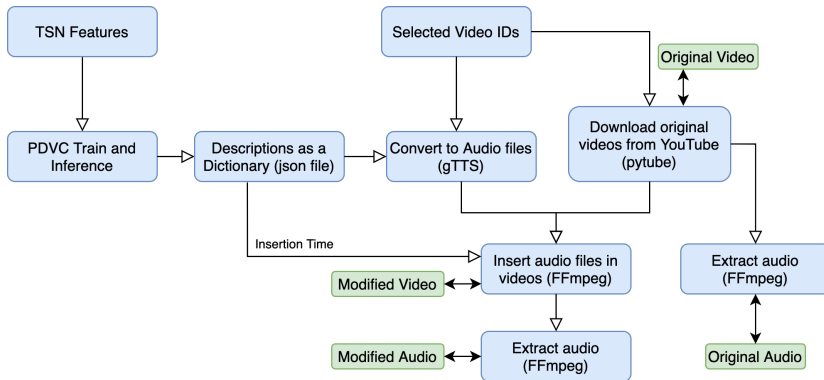 TSN Features
Selected Video IDs
Original Video
PDVC Train and
Inference
Descriptions as a
Dictionary (json file)
Convert to Audio files
(gTTS)
Download original
videos from YouTube
(pytube)
Insertion Time
Insert audio files in
videos (FFmpeg)
Extract audio
(FFmpeg)
Modified Video
Modified Audio
Extract audio
(FFmpeg)
Original Audio